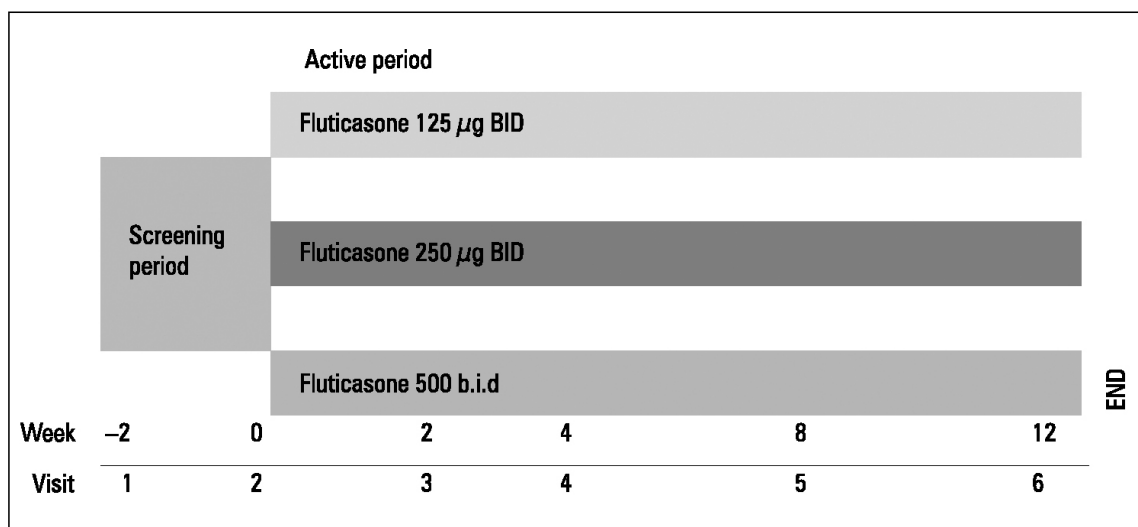 Active period
Fluticasone 125 μg BID
Screening
period
Fluticasone 250 μg BID
Fluticasone 500 b.i.d
END
Week –2 0 2 4 8 12
Visit 1 2 3 4 5 6